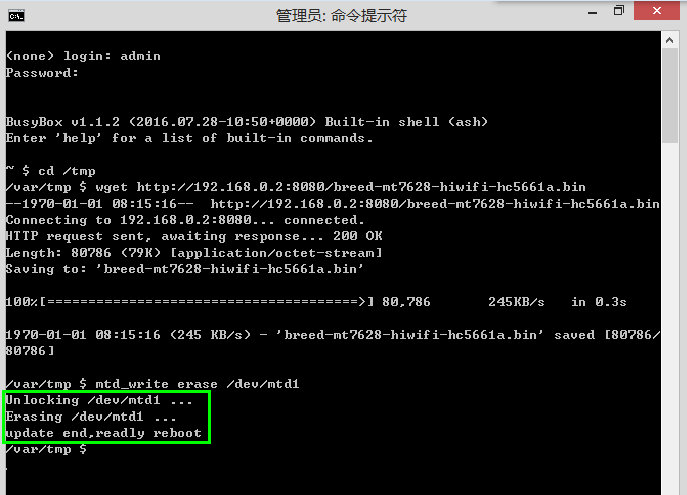 管理员: 命令提示符
(none) login: admin
Password:
BusyBox v1.1.2 (2016.07.28-10:50+0000) Built-in shell (ash)
Enter 'help' for a list of built-in commands.
~ $ cd /tmp
/var/tmp $ wget http://192.168.0.2:8080/breed-mt7628-hiwifi-hc5661a.bin
--1970-01-01 08:15:16--  http://192.168.0.2:8080/breed-mt7628-hiwifi-hc5661a.bin
Connecting to 192.168.0.2:8080... connected.
HTTP request sent, awaiting response... 200 OK
Length: 80786 (79K) [application/octet-stream]
Saving to: 'breed-mt7628-hiwifi-hc5661a.bin'
100%[======================================>] 80,786       245KB/s   in 0.3s
1970-01-01 08:15:16 (245 KB/s) - 'breed-mt7628-hiwifi-hc5661a.bin' saved [80786/
80786]
/var/tmp $ mtd_write erase /dev/mtd1
Unlocking /dev/mtd1 ...
Erasing /dev/mtd1 ...
update end,readly reboot
/var/tmp $